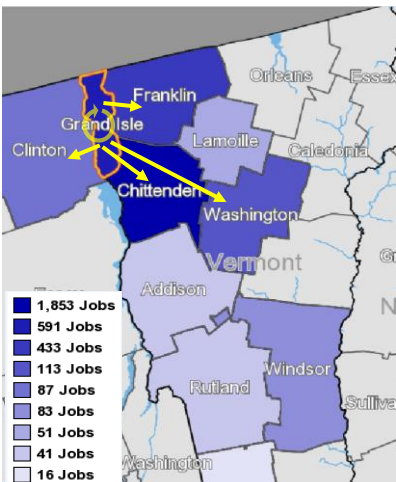 Orleans
Essex
Franklin
Grand Isle
Lamoille
Clinton
Caledonia
Chittenden
Washington
Vermont
Addison
1,853 Jobs
591 Jobs
433 Jobs
113 Jobs
87 Jobs
83 Jobs
51 Jobs
41 Jobs
16 Jobs
Windsor
Rutland
Sulliva
Washington